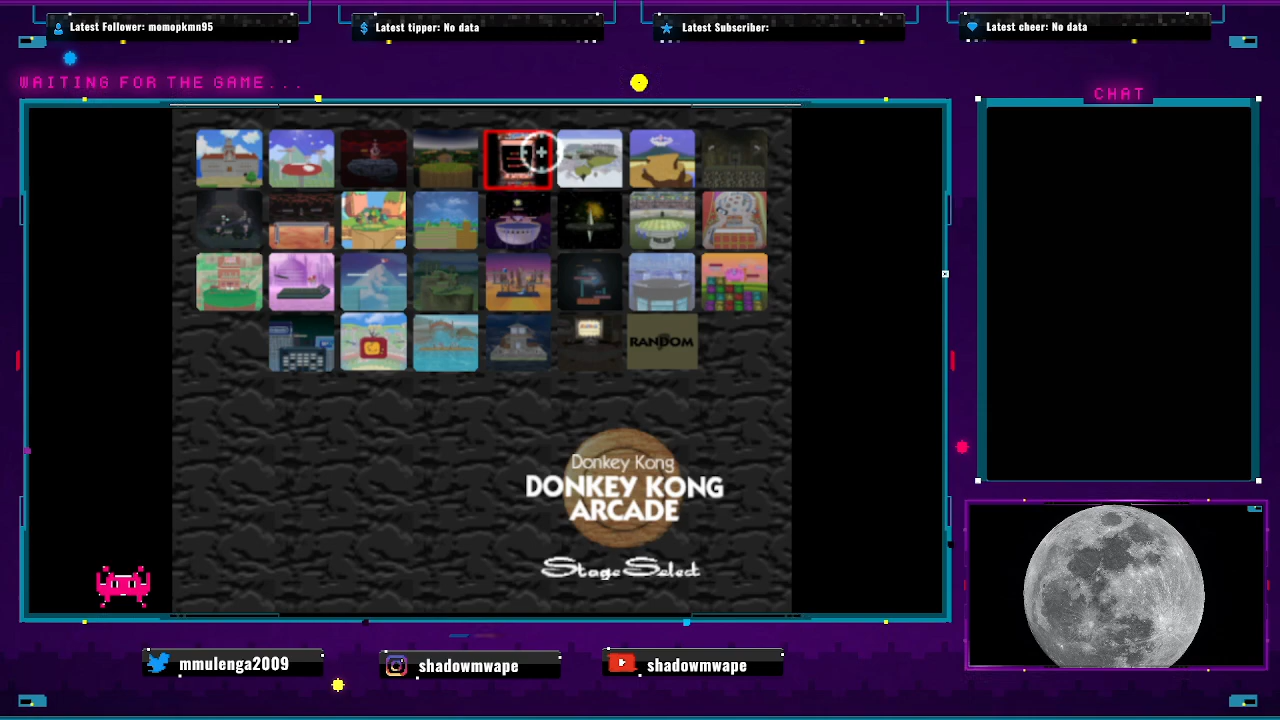 Latest Follower: momopkmn95
Latest tipper: No data
Latest Subscriber:
Latest cheer: No data
WAITING FOR THE GAME...
CHAT
RANDOM
Donkey Kong
DONKEY KONG
ARCADE
Stage Select
mmulenga2009
shadowmwape
shadowmwape